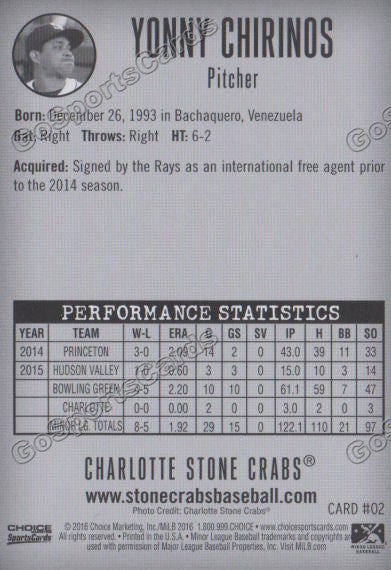 YONNY CHIRINOS
Pitcher
Born: December 26, 1993 in Bachaquero, Venezuela
Bat: Right Throws: Right HT: 6-2
Acquired: Signed by the Rays as an international free agent prior
to the 2014 season.
PERFORMANCE STATISTICS
YEAR TEAM W-L ERA G GS SV IP H BB SO
2014 PRINCETON 3-0 2.09 14 2 0 43.0 39 11 33
2015 HUDSON VALLEY 0.60 3 3 0 15.0 10 3 14
BOWLING GREEN 2.20 10 10 0 61.1 59 7 47
CHARLOTTE 0-0 0.00 2 0 0 3.0 2 0 3
MINOR LG. TOTALS 8-5 1.92 29 15 0 122.1 110 21 97
CHARLOTTE STONE CRABS®
www.stonecrabsbaseball.com
Photo Credit: Charlotte Stone Crabs®
CARD #02
CHOICE
SportsCards
© 2016 Choice Marketing, Inc./MiLB 2016 1.800.999.CHOICE • www.choicesportscards.com
All rights reserved. • Printed in the U.S.A. • Minor League Baseball trademarks and copyrights are
used with permission of Major League Baseball Properties, Inc. Visit MiLB.com
MINOR LEAGUE
BASEBALL
GoSportsCards
GoSportsCards
GoSportsCards
GoSportsCards